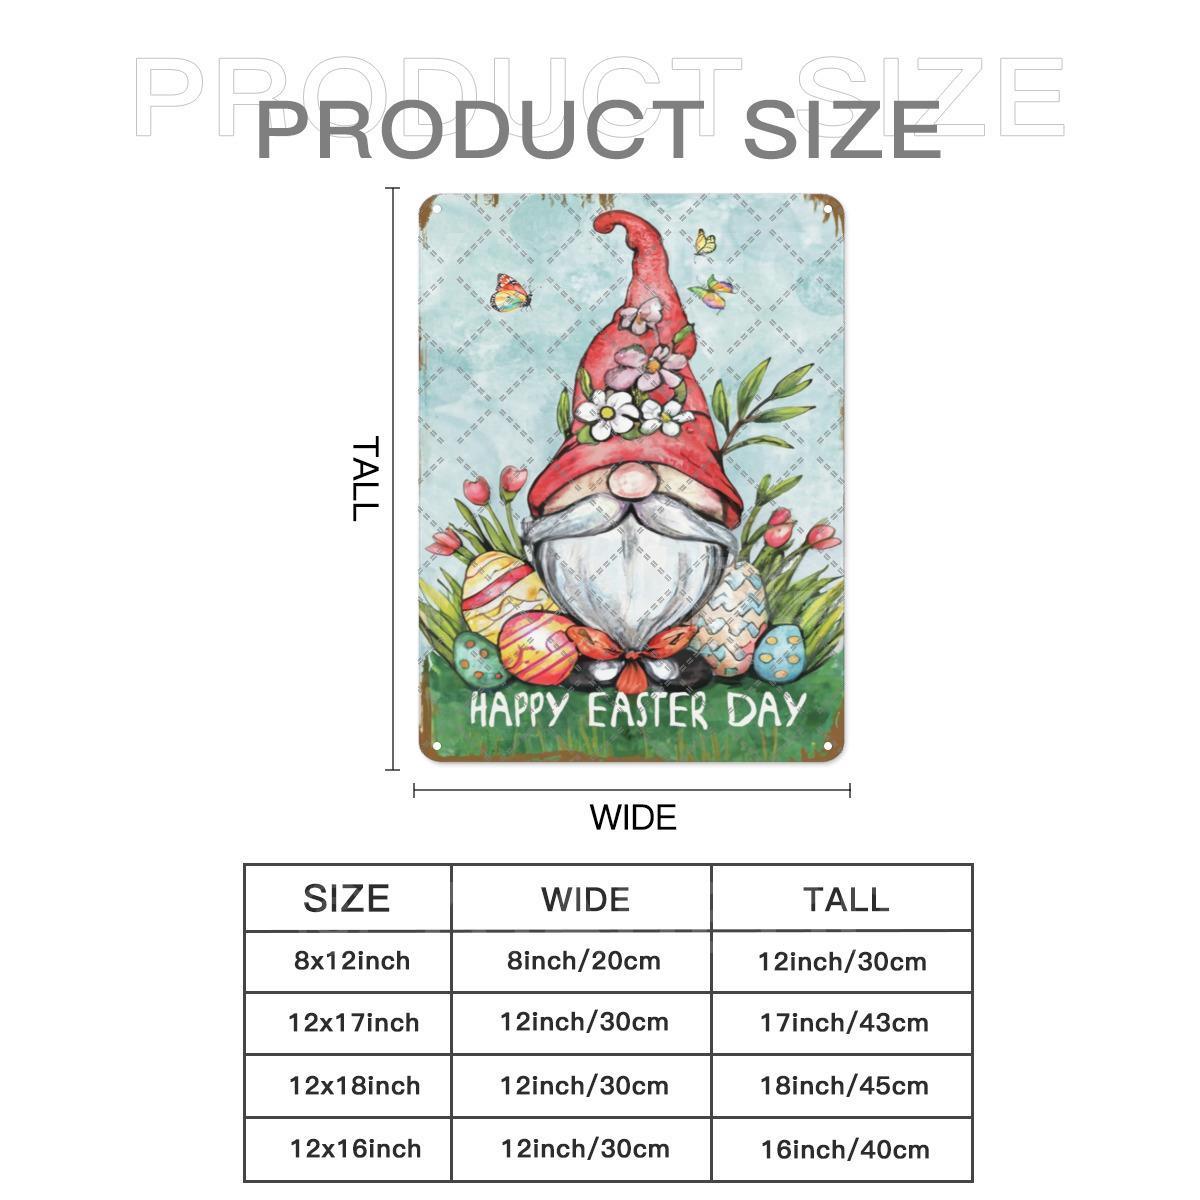 PRODUCT SIZE
PRODUCT SIZE
TALL
HAPPY EASTER DAY
WIDE
SIZE WIDE TALL
8x12inch 8inch/20cm 12inch/30cm
12x17inch 12inch/30cm 17inch/43cm
12x18inch 12inch/30cm 18inch/45cm
12x16inch 12inch/30cm 16inch/40cm